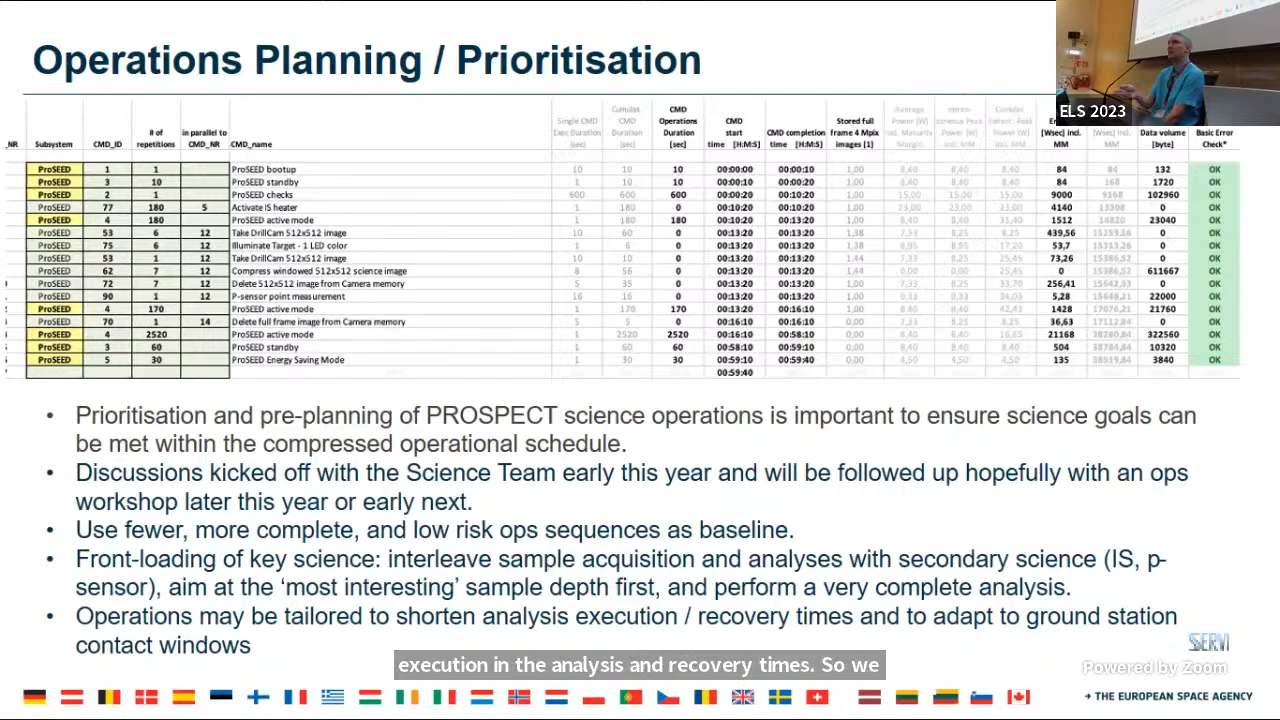 Operations Planning / Prioritisation
ELS 2023
_NR Subsystem CMD_ID # of repetitions in parallel to CMD_NR CMD_name Single CMD Exec Duration [sec] Cumulat. CMD Duration [sec] CMD Operations Duration [sec] CMD start time [H:M:S] CMD completion time [H:M:S] Stored full frame 4 Mpix images [1] Average Power [W] incl. Maturity Margin Peak Power [W] incl. MM Peak Power [W] incl. MM [Wsec] incl. MM [Wsec] incl. MM Data volume [byte] Basic Error Check*
ProSEED 1 1 ProSEED bootup 10 10 10 00:00:00 00:00:10 1,00 8,40 8,40 8,40 84 84 132 OK
ProSEED 3 10 ProSEED standby 1 10 10 00:00:10 00:00:20 1,00 8,40 8,40 8,40 84 168 1720 OK
ProSEED 2 1 ProSEED checks 600 600 600 00:00:20 00:10:20 1,00 15,00 15,00 15,00 9000 9168 102960 OK
ProSEED 77 180 5 Activate IS heater 1 180 0 00:10:20 00:10:20 1,00 23,00 23,00 23,00 4140 13308 0 OK
ProSEED 4 180 ProSEED active mode 1 180 180 00:10:20 00:13:20 1,00 8,40 8,40 31,40 1512 14820 23040 OK
ProSEED 53 6 12 Take DrillCam 512x512 image 10 60 0 00:13:20 00:13:20 1,38 7,33 8,25 8,25 439,56 15259,56 0 OK
ProSEED 75 6 12 Illuminate Target - 1 LED color 1 6 0 00:13:20 00:13:20 1,38 8,95 8,95 17,20 53,7 15313,26 0 OK
ProSEED 53 1 12 Take DrillCam 512x512 image 10 10 0 00:13:20 00:13:20 1,44 7,33 8,25 25,45 73,26 15386,52 0 OK
ProSEED 62 7 12 Compress windowed 512x512 science image 8 56 0 00:13:20 00:13:20 1,44 0,00 0,00 25,45 0 15386,52 611667 OK
ProSEED 72 7 12 Delete 512x512 image from Camera memory 5 35 0 00:13:20 00:13:20 1,00 7,33 8,25 33,70 256,41 15642,93 0 OK
ProSEED 90 1 12 P-sensor point measurement 16 16 0 00:13:20 00:13:20 1,00 0,33 0,33 34,03 5,28 15648,21 22000 OK
ProSEED 4 170 ProSEED active mode 1 170 170 00:13:20 00:16:10 1,00 8,40 8,40 42,43 1428 17076,21 21760 OK
ProSEED 70 1 14 Delete full frame image from Camera memory 5 5 0 00:16:10 00:16:10 0,00 7,33 8,25 8,25 36,63 17112,84 0 OK
ProSEED 4 2520 ProSEED active mode 1 2520 2520 00:16:10 00:58:10 0,00 8,40 8,40 16,65 21168 38280,84 322560 OK
ProSEED 3 60 ProSEED standby 1 60 60 00:58:10 00:59:10 0,00 8,40 8,40 8,40 504 38784,84 10320 OK
ProSEED 5 30 ProSEED Energy Saving Mode 1 30 30 00:59:10 00:59:40 0,00 4,50 4,50 4,50 135 38919,84 3840 OK
00:59:40
• Prioritisation and pre-planning of PROSPECT science operations is important to ensure science goals can
be met within the compressed operational schedule.
• Discussions kicked off with the Science Team early this year and will be followed up hopefully with an ops
workshop later this year or early next.
• Use fewer, more complete, and low risk ops sequences as baseline.
• Front-loading of key science: interleave sample acquisition and analyses with secondary science (IS, p-
sensor), aim at the ‘most interesting’ sample depth first, and perform a very complete analysis.
• Operations may be tailored to shorten analysis execution / recovery times and to adapt to ground station
contact windows
execution in the analysis and recovery times. So we
Powered by Zoom
→ THE EUROPEAN SPACE AGENCY